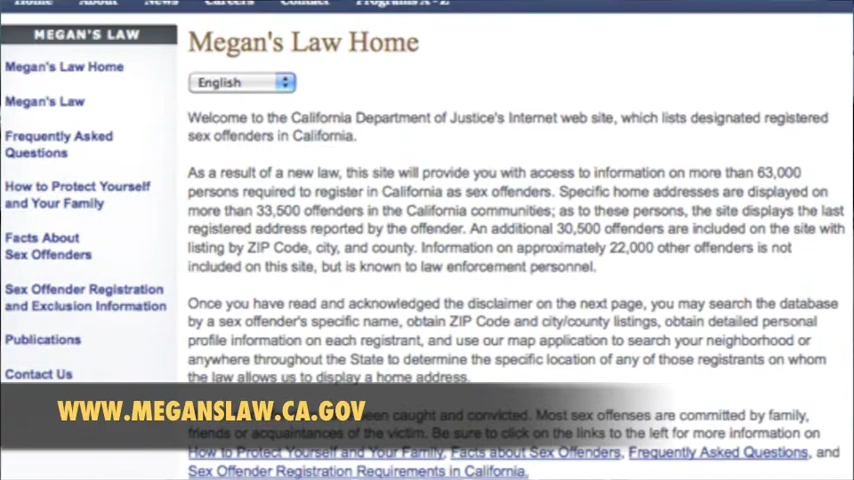 Home About News Careers Contact Programs A-Z
MEGAN'S LAW
Megan's Law Home
Megan's Law
Frequently Asked
Questions
How to Protect Yourself
and Your Family
Facts About
Sex Offenders
Sex Offender Registration
and Exclusion Information
Publications
Contact Us
Megan's Law Home
English
Welcome to the California Department of Justice's Internet web site, which lists designated registered
sex offenders in California.
As a result of a new law, this site will provide you with access to information on more than 63,000
persons required to register in California as sex offenders. Specific home addresses are displayed on
more than 33,500 offenders in the California communities; as to these persons, the site displays the last
registered address reported by the offender. An additional 30,500 offenders are included on the site with
listing by ZIP Code, city, and county. Information on approximately 22,000 other offenders is not
included on this site, but is known to law enforcement personnel.
Once you have read and acknowledged the disclaimer on the next page, you may search the database
by a sex offender's specific name, obtain ZIP Code and city/county listings, obtain detailed personal
profile information on each registrant, and use our map application to search your neighborhood or
anywhere throughout the State to determine the specific location of any of those registrants on whom
the law allows us to display a home address.
been caught and convicted. Most sex offenses are committed by family,
friends or acquaintances of the victim. Be sure to click on the links to the left for more information on
How to Protect Yourself and Your Family, Facts about Sex Offenders, Frequently Asked Questions, and
Sex Offender Registration Requirements in California.
WWW.MEGANSLAW.CA.GOV